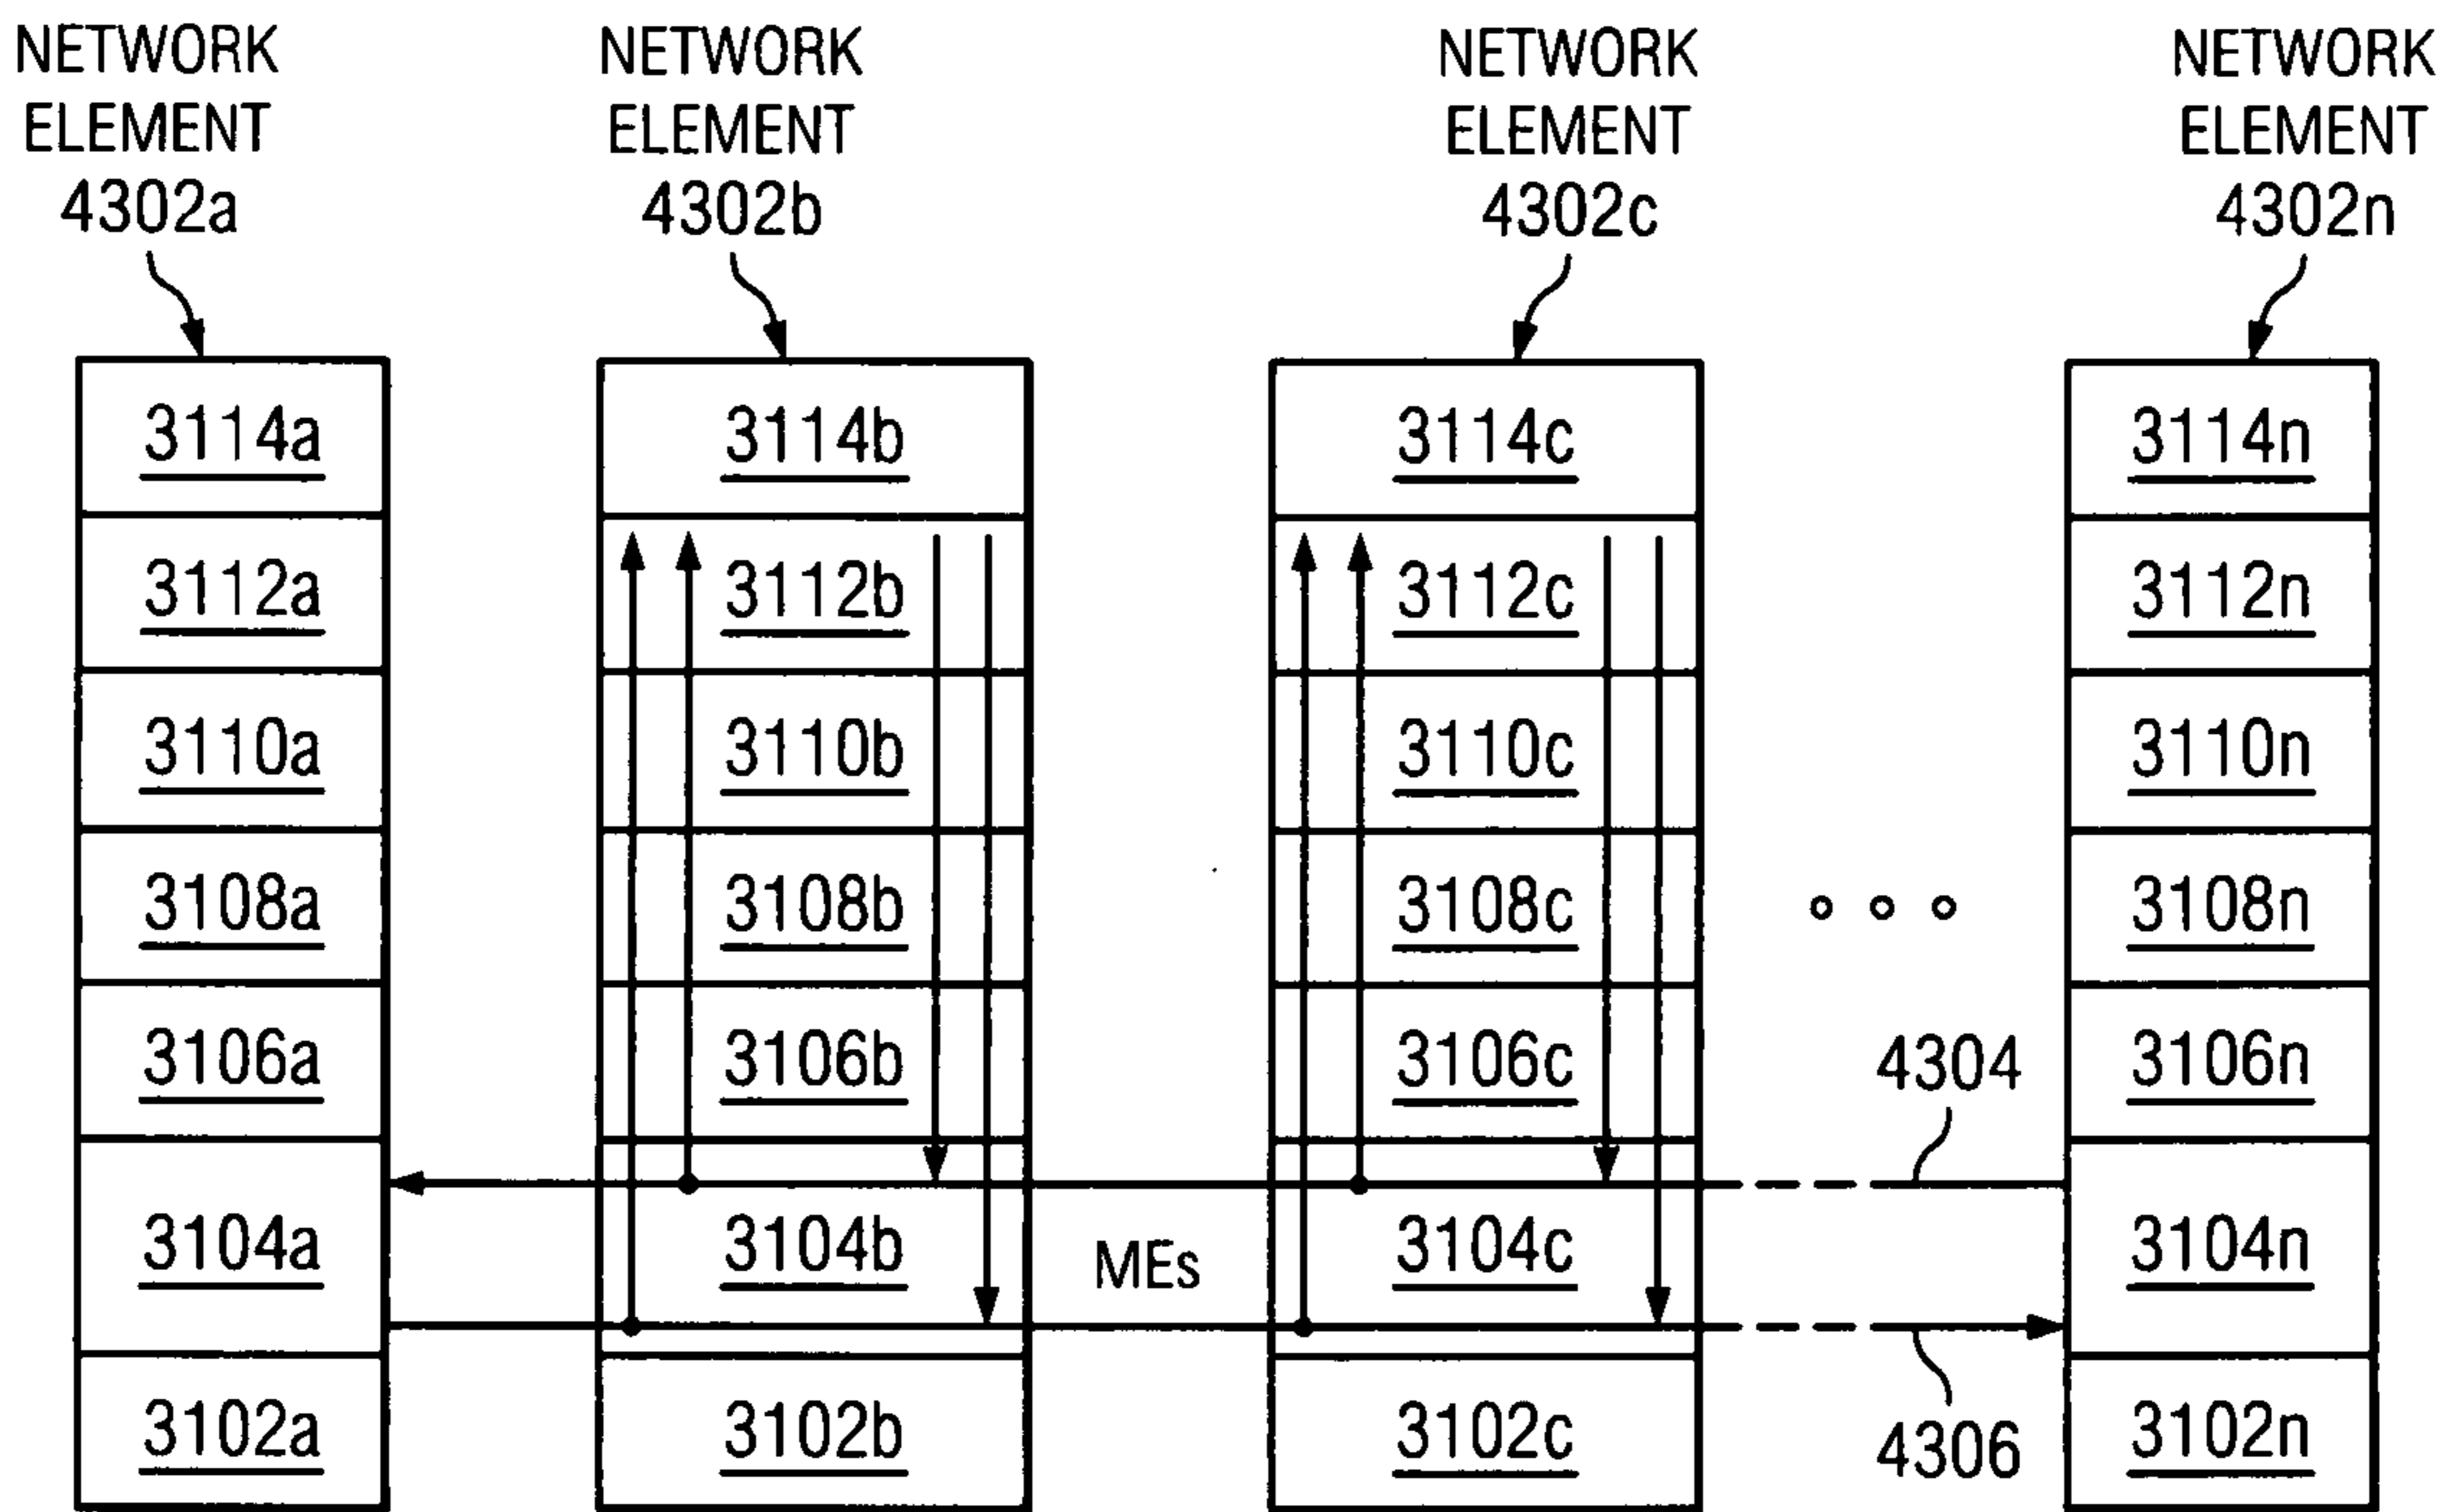 NETWORK
ELEMENT
4302a
NETWORK
ELEMENT
4302b
NETWORK
ELEMENT
4302c
NETWORK
ELEMENT
4302n
3114a
3114b
3114c
3114n
3112a
3112b
3112c
3112n
3110a
3110b
3110c
3110n
3108a
3108b
3108c
3108n
3106a
3106b
3106c
4304
3106n
3104a
3104b
MEs
3104c
3104n
3102a
3102b
3102c
4306
3102n